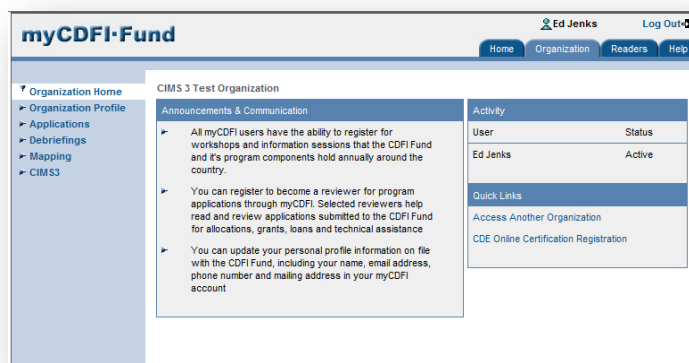 myCDFI·Fund
Ed Jenks
Log Out
Home
Organization
Readers
Help
Organization Home
Organization Profile
Applications
Debriefings
Mapping
CIMS3
CIMS 3 Test Organization
Announcements & Communication
All myCDFI users have the ability to register for
workshops and information sessions that the CDFI Fund
and it's program components hold annually around the
country.
You can register to become a reviewer for program
applications through myCDFI. Selected reviewers help
read and review applications submitted to the CDFI Fund
for allocations, grants, loans and technical assistance
You can update your personal profile information on file
with the CDFI Fund, including your name, email address,
phone number and mailing address in your myCDFI
account
Activity
User Status
Ed Jenks Active
Quick Links
Access Another Organization
CDE Online Certification Registration